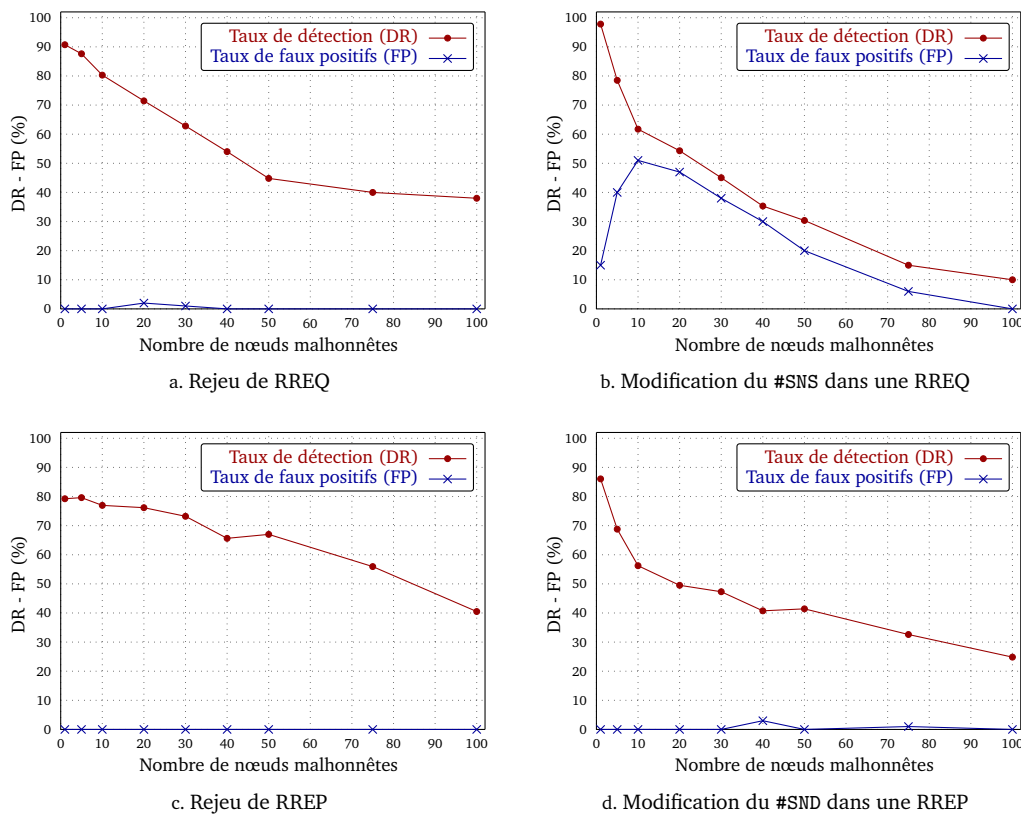 100
90
80
70
60
50
40
30
20
10
0
DR - FP (%)
Taux de détection (DR)
Taux de faux positifs (FP)
0 10 20 30 40 50 60 70 80 90 100
Nombre de nœuds malhonnêtes
a. Rejeu de RREQ
100
90
80
70
60
50
40
30
20
10
0
DR - FP (%)
Taux de détection (DR)
Taux de faux positifs (FP)
0 10 20 30 40 50 60 70 80 90 100
Nombre de nœuds malhonnêtes
b. Modification du #SNS dans une RREQ
100
90
80
70
60
50
40
30
20
10
0
DR - FP (%)
Taux de détection (DR)
Taux de faux positifs (FP)
0 10 20 30 40 50 60 70 80 90 100
Nombre de nœuds malhonnêtes
c. Rejeu de RREP
100
90
80
70
60
50
40
30
20
10
0
DR - FP (%)
Taux de détection (DR)
Taux de faux positifs (FP)
0 10 20 30 40 50 60 70 80 90 100
Nombre de nœuds malhonnêtes
d. Modification du #SND dans une RREP